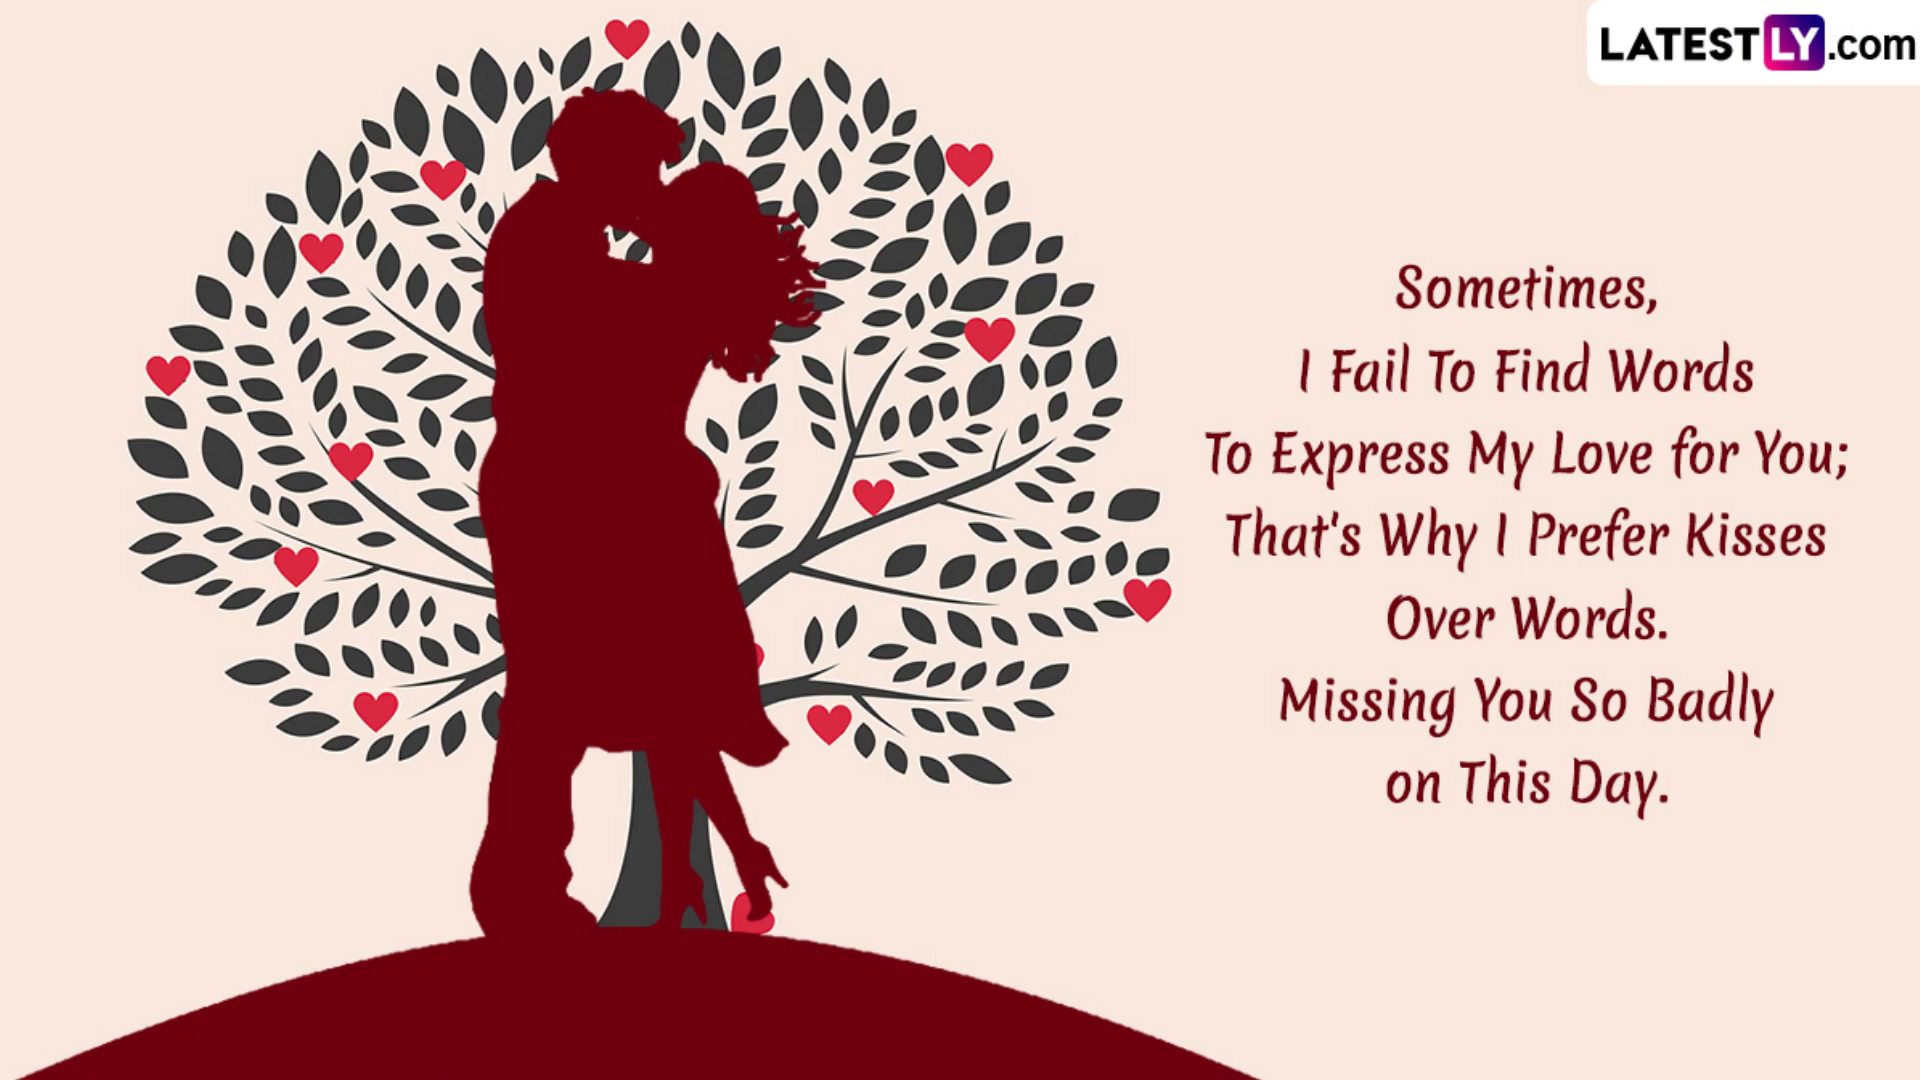 LATESTLY.com
Sometimes,
I Fail To Find Words
To Express My Love for You;
That's Why I Prefer Kisses
Over Words.
Missing You So Badly
on This Day.